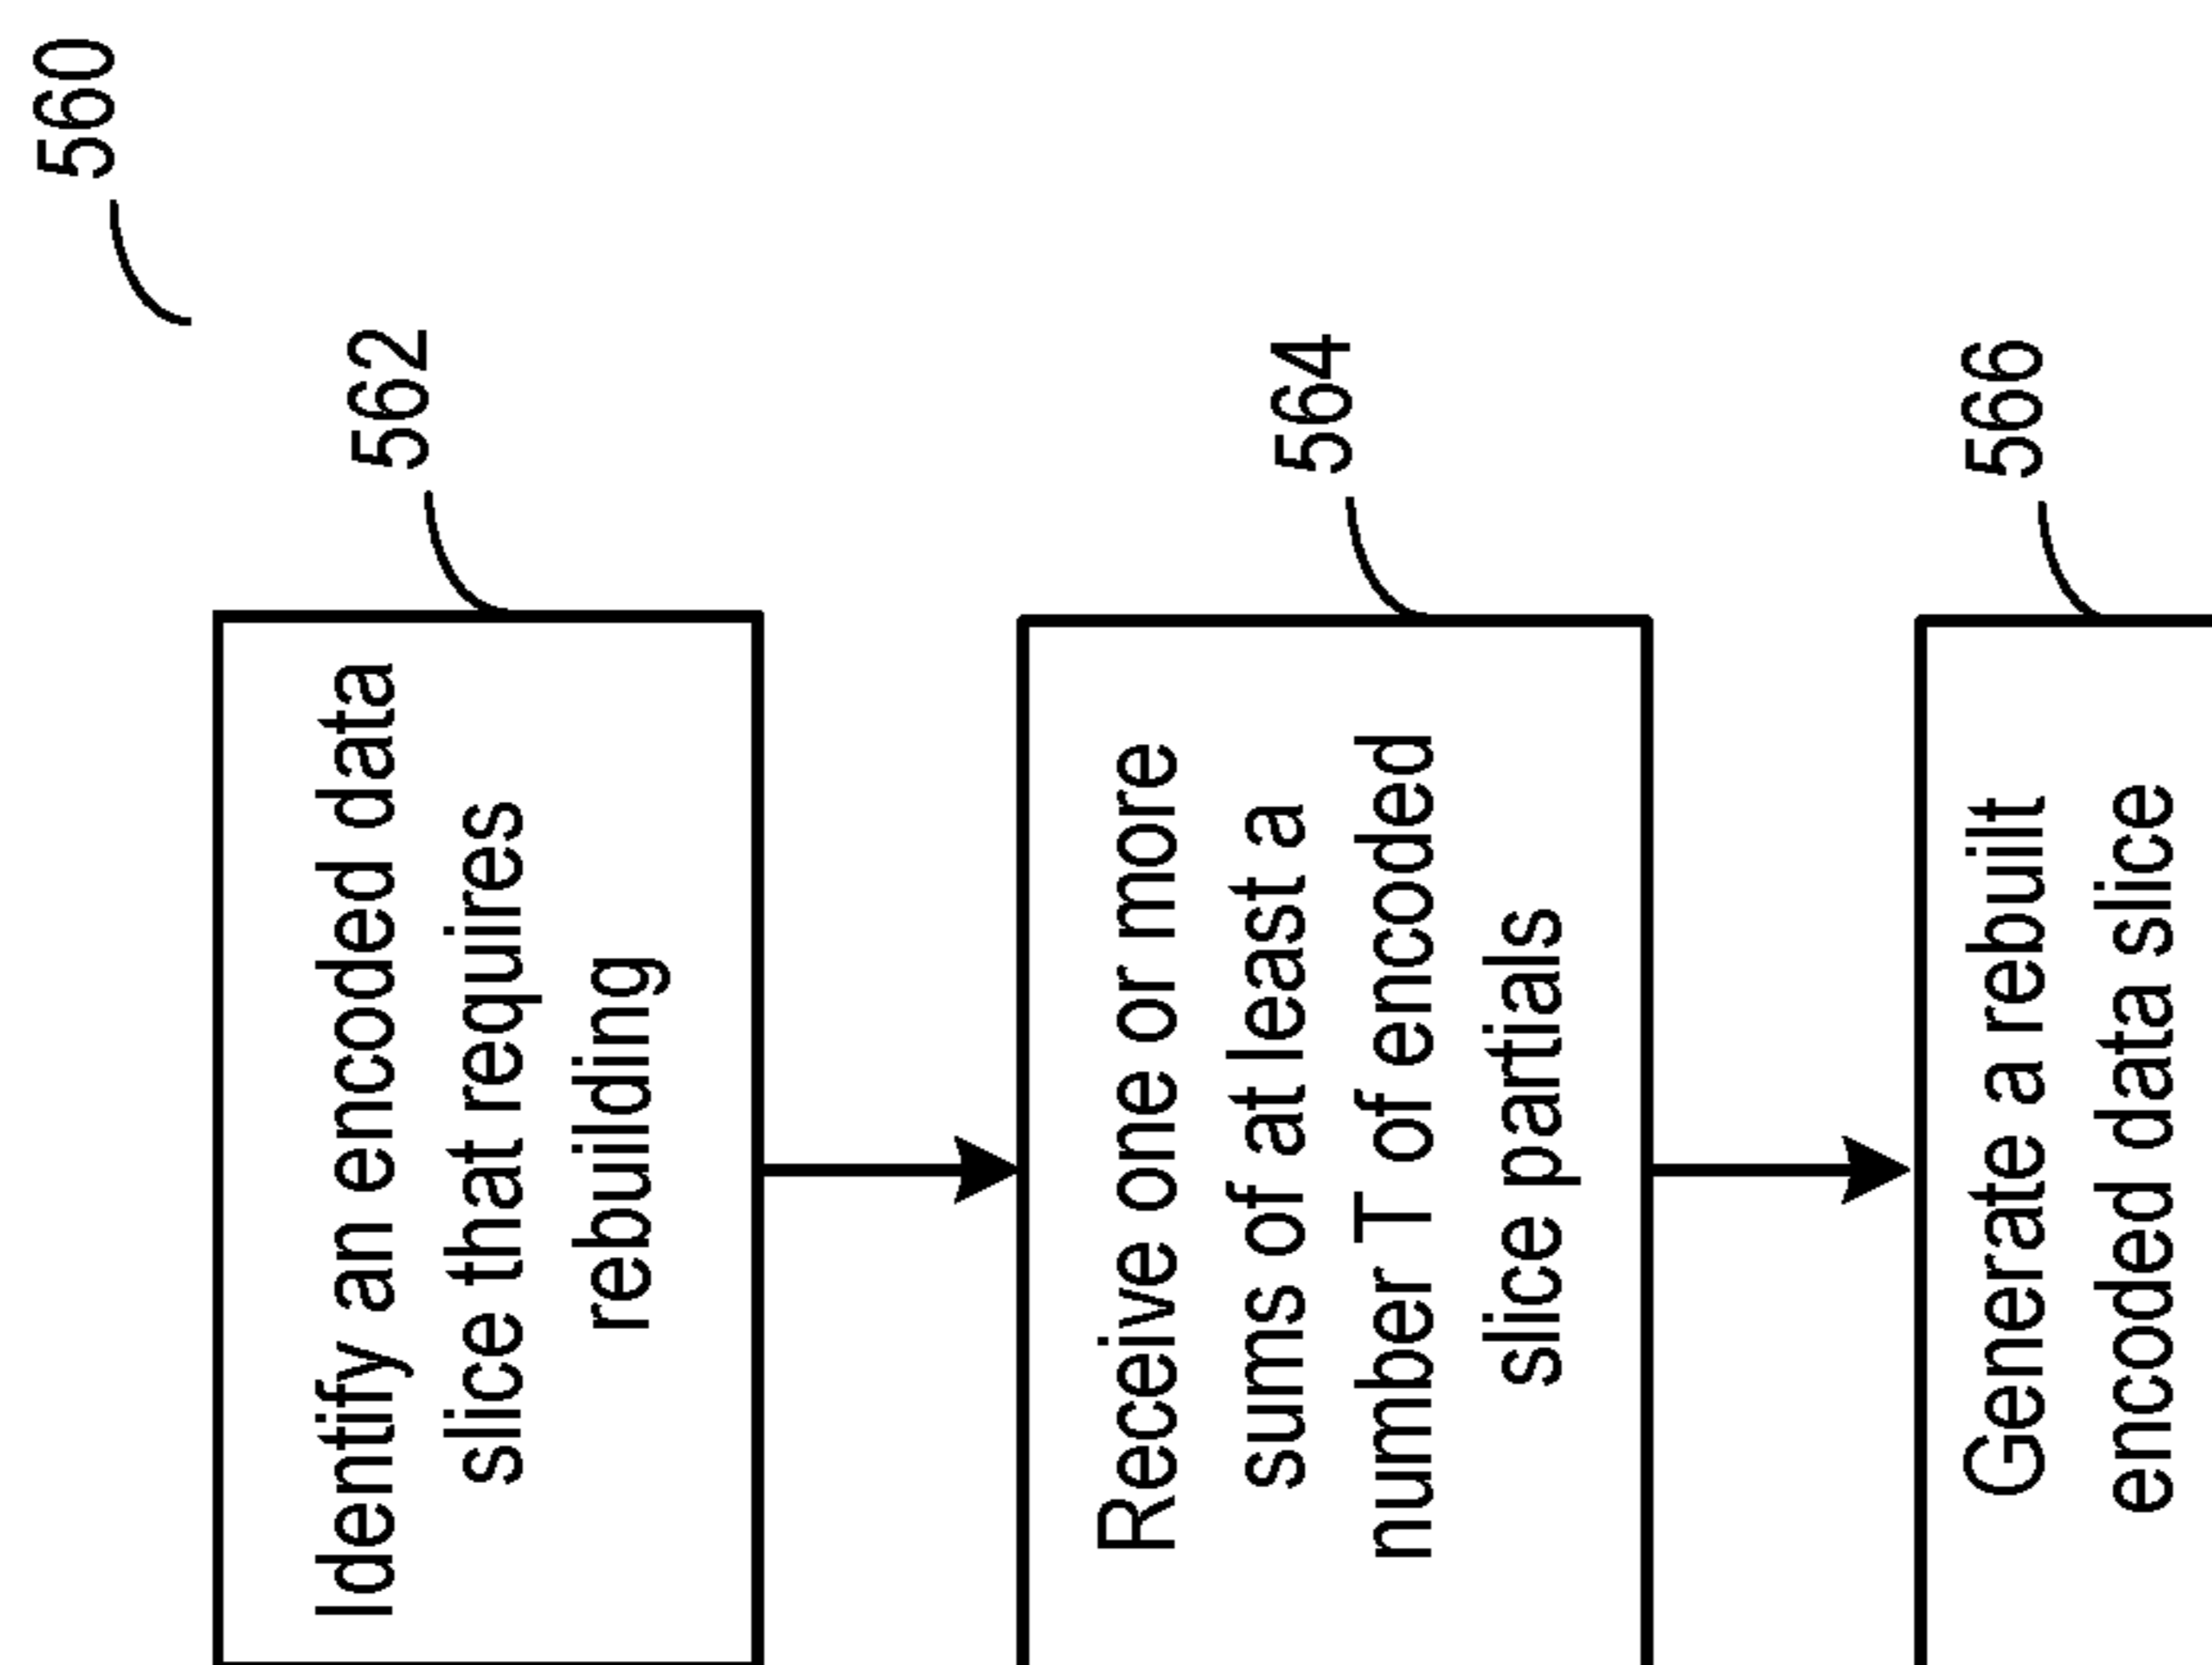 560
562
Identify an encoded data
slice that requires
rebuilding
564
Receive one or more
sums of at least a
number T of encoded
slice partials
566
Generate a rebuilt
encoded data slice